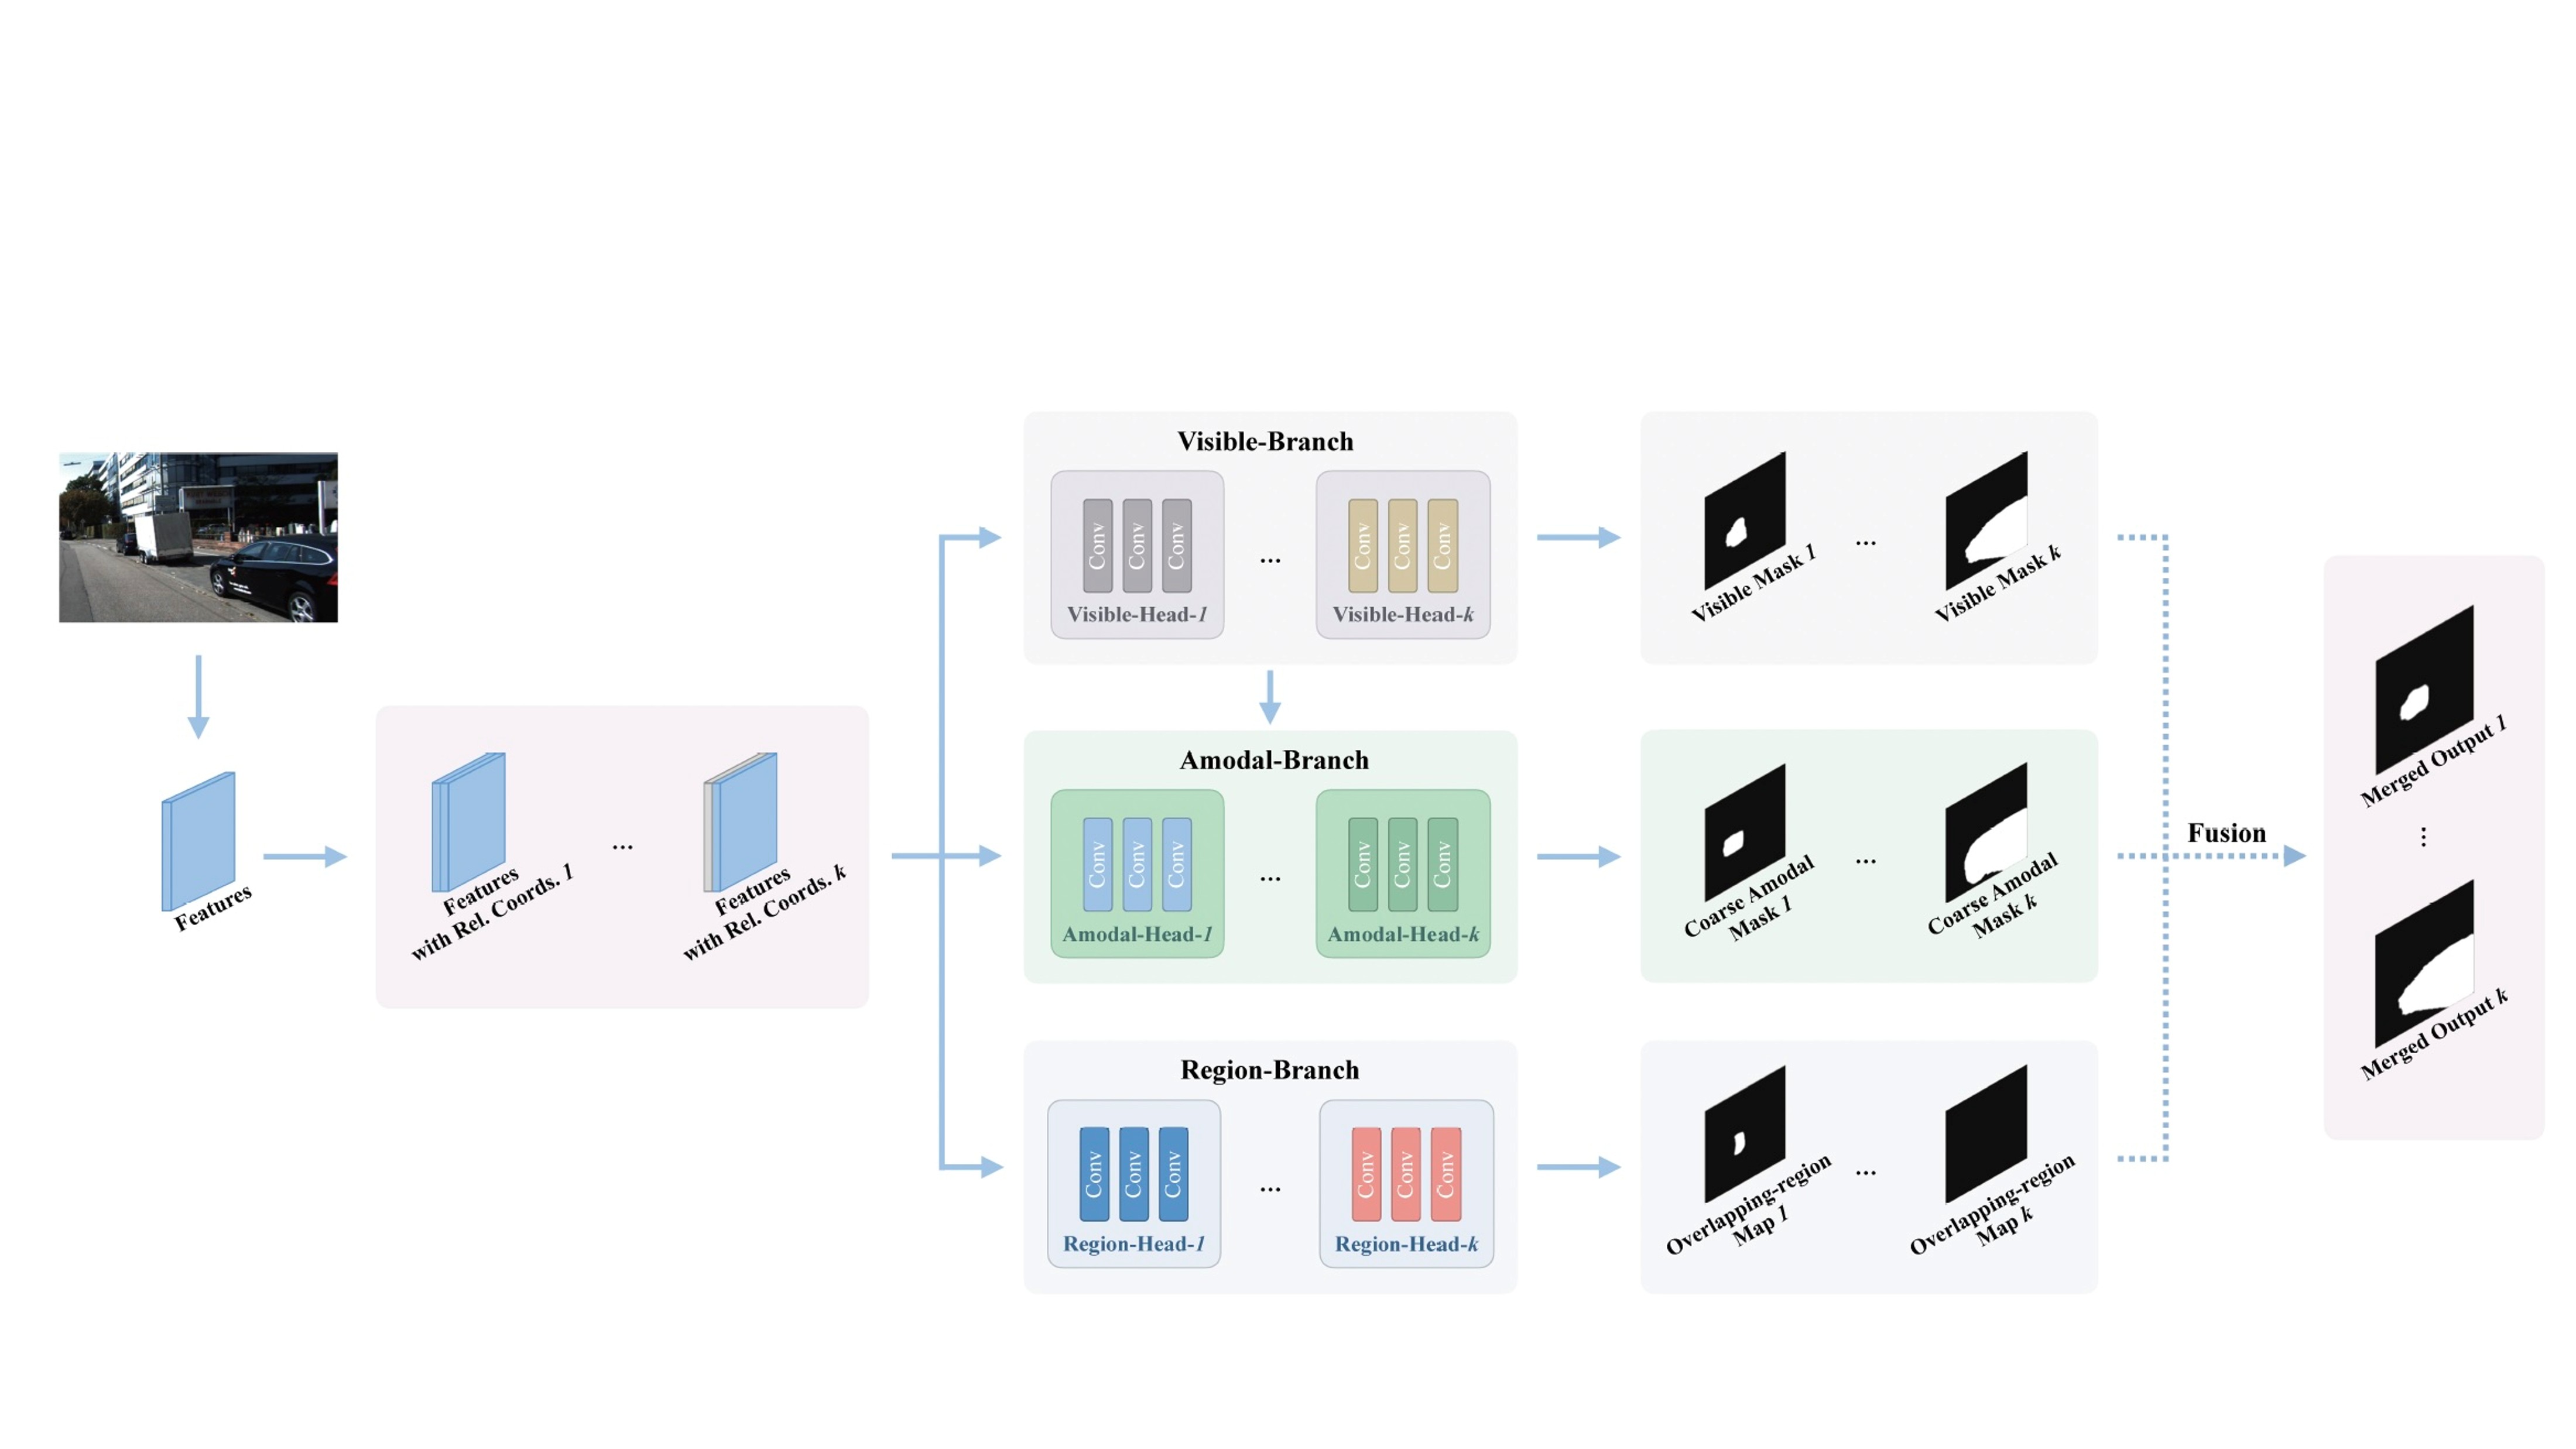 Features
Features
with Rel. Coords. 1
...
Features
with Rel. Coords. k
Visible-Branch
Conv
Conv
Conv
Visible-Head-1
...
Conv
Conv
Conv
Visible-Head-k
Visible Mask 1
...
Visible Mask k
Amodal-Branch
Conv
Conv
Conv
Amodal-Head-1
...
Conv
Conv
Conv
Amodal-Head-k
Coarse Amodal
Mask 1
...
Coarse Amodal
Mask k
Region-Branch
Conv
Conv
Conv
Region-Head-1
...
Conv
Conv
Conv
Region-Head-k
Overlapping-region
Map 1
...
Overlapping-region
Map k
Fusion
Merged Output 1
...
Merged Output k